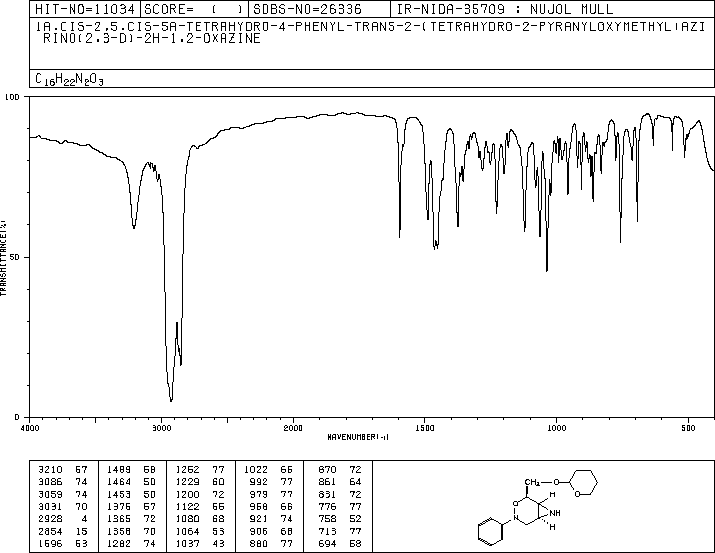 HIT-NO=11034 SCORE= ( ) SDBS-NO=26336 IR-NIDA-35709 : NUJOL MULL
1A,CIS-2,5,CIS-5A-TETRAHYDRO-4-PHENYL-TRANS-2-(TETRAHYDRO-2-PYRANYLOXYMETHYL)AZI
RINO(2,3-D)-2H-1,2-OXAZINE
C16H22N2O3
100
50
0
TRANSMITTANCE(%)
4000 3000 2000 1500 1000 500
WAVENUMBER(-1)
3210 57 1489 58 1252 77 1022 66 870 72
3086 74 1464 50 1229 60 992 77 861 64
3059 74 1453 50 1200 72 979 77 831 72
3031 70 1376 57 1122 55 958 66 776 77
2928 4 1365 72 1080 68 921 74 758 52
2854 15 1358 70 1064 53 906 68 713 77
1596 53 1282 74 1037 43 880 77 694 58
CH2 O
O
O H
N NH
H